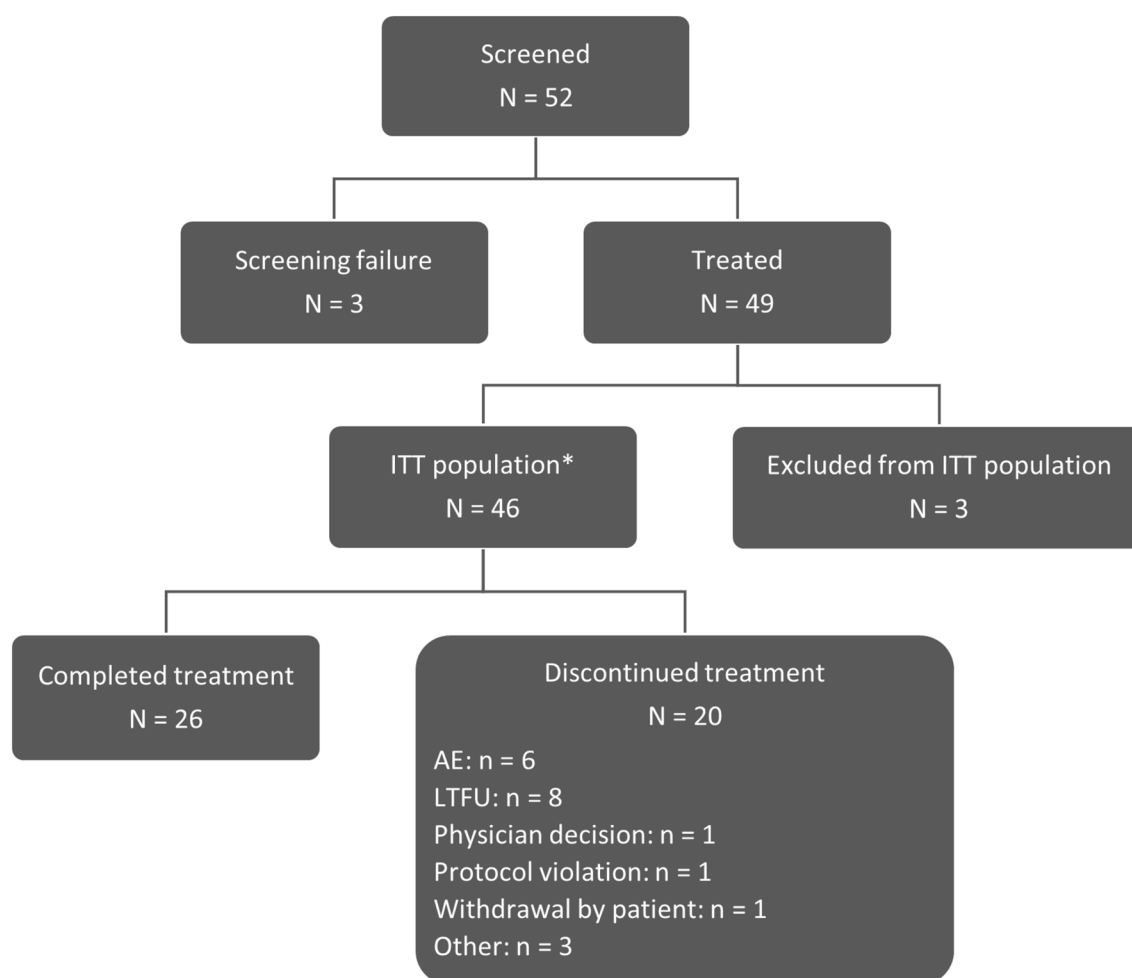 Screened
N = 52
Screening failure
N = 3
Treated
N = 49
ITT population*
N = 46
Excluded from ITT population
N = 3
Completed treatment
N = 26
Discontinued treatment
N = 20
AE: n = 6
LTFU: n = 8
Physician decision: n = 1
Protocol violation: n = 1
Withdrawal by patient: n = 1
Other: n = 3